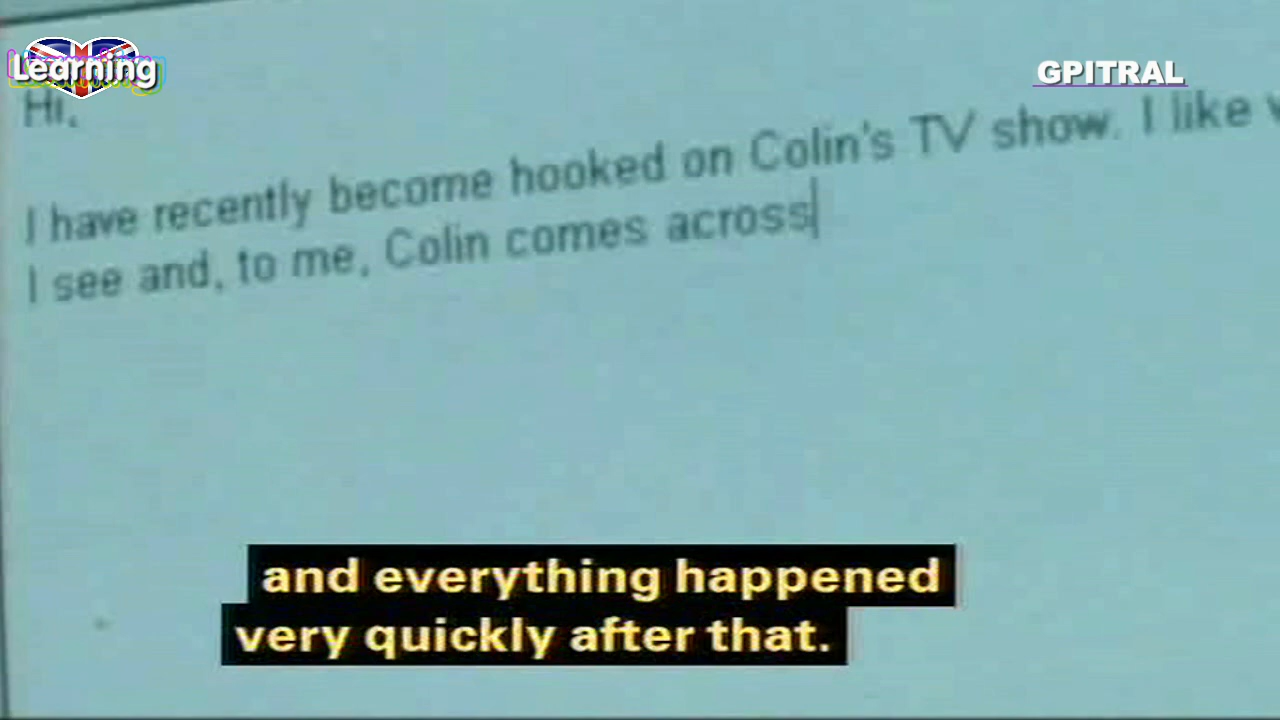 Learning
GPITRAL
Hi,
I have recently become hooked on Colin's TV show. I like
I see and, to me, Colin comes across
and everything happened
very quickly after that.